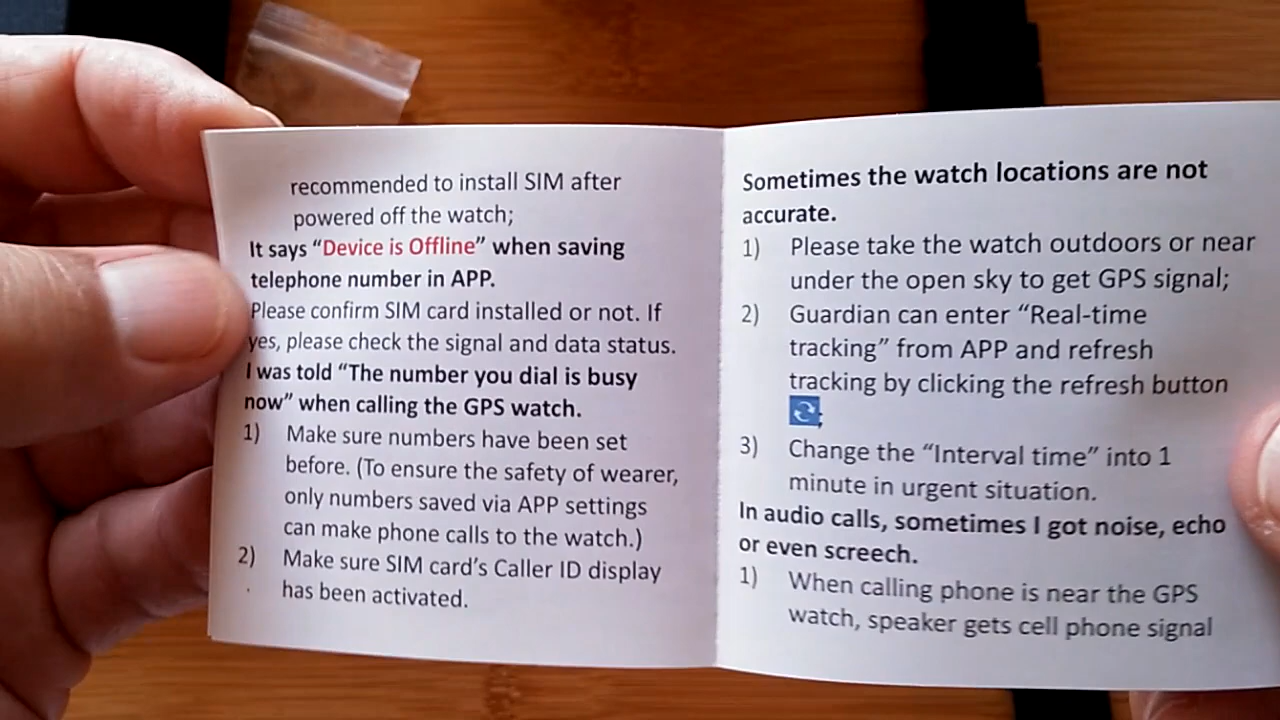 recommended to install SIM after
powered off the watch;
It says “Device is Offline” when saving
telephone number in APP.
Please confirm SIM card installed or not. If
yes, please check the signal and data status.
I was told “The number you dial is busy
now” when calling the GPS watch.
1) Make sure numbers have been set
before. (To ensure the safety of wearer,
only numbers saved via APP settings
can make phone calls to the watch.)
2) Make sure SIM card’s Caller ID display
has been activated.
Sometimes the watch locations are not
accurate.
1) Please take the watch outdoors or near
under the open sky to get GPS signal;
2) Guardian can enter “Real-time
tracking” from APP and refresh
tracking by clicking the refresh button
;
3) Change the “Interval time” into 1
minute in urgent situation.
In audio calls, sometimes I got noise, echo
or even screech.
1) When calling phone is near the GPS
watch, speaker gets cell phone signal